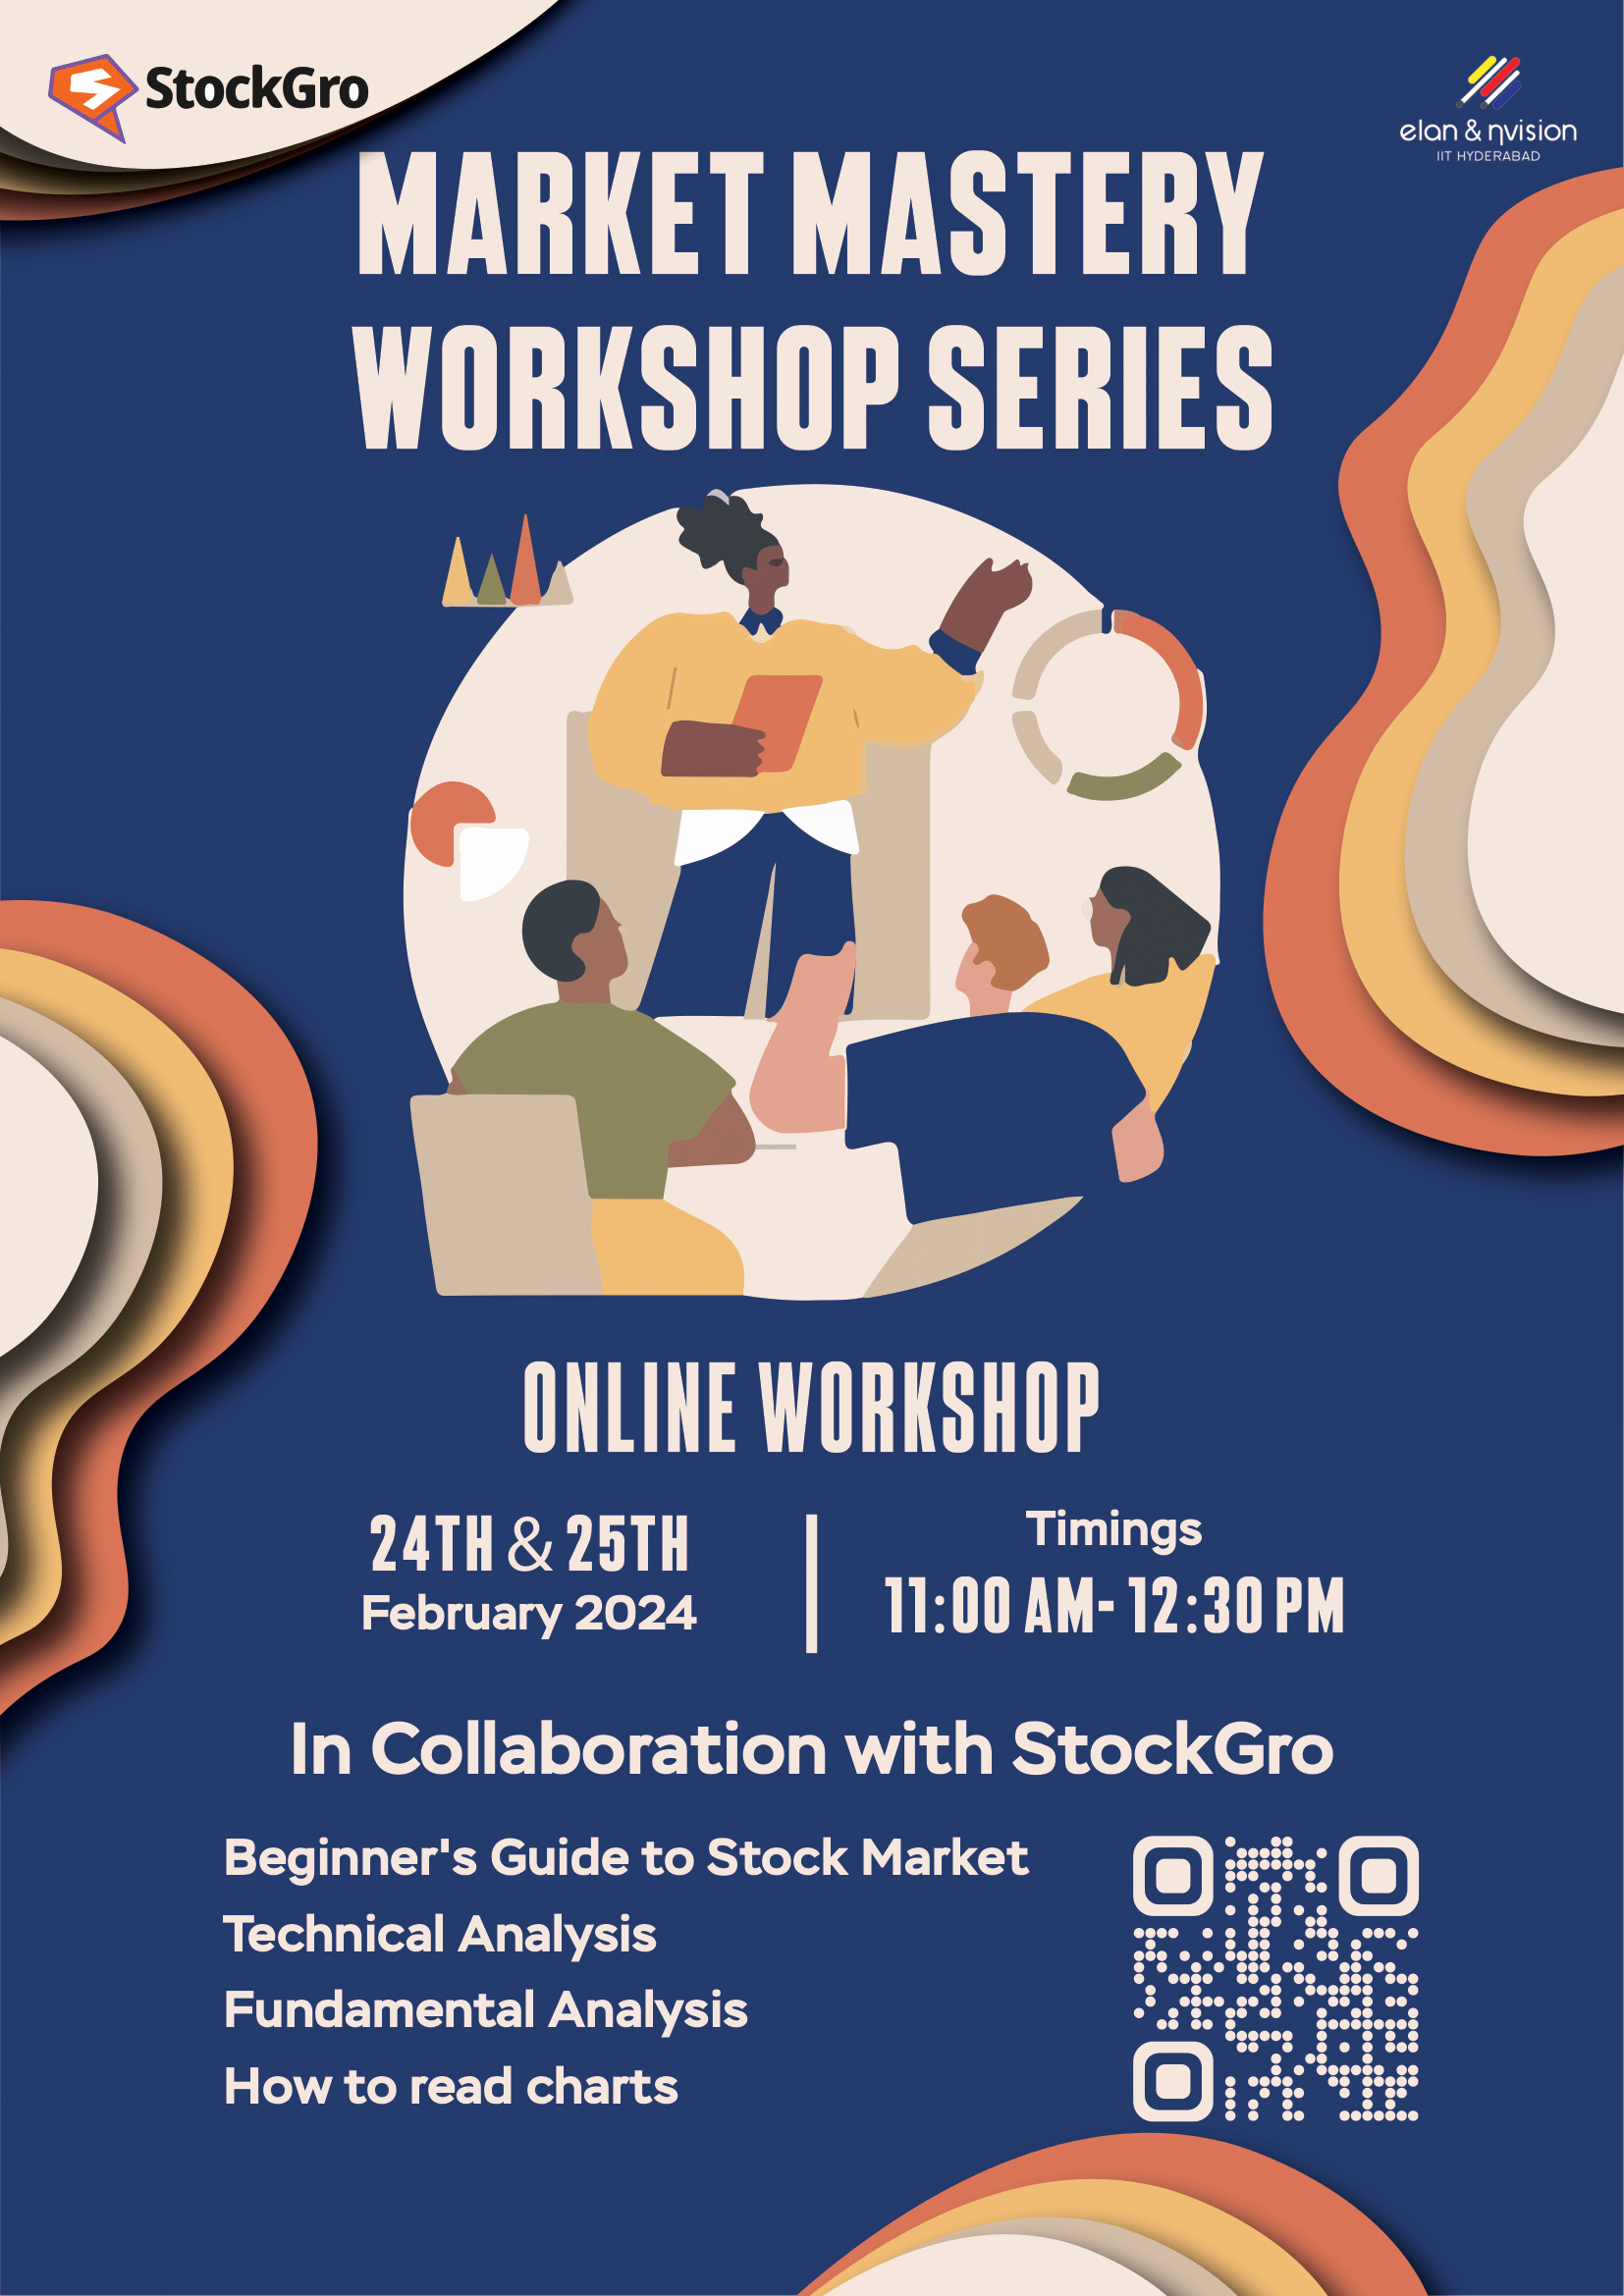 StockGro
elan & ηvision
IIT HYDERABAD
MARKET MASTERY
WORKSHOP SERIES
ONLINE WORKSHOP
24TH & 25TH
February 2024
Timings
11:00 AM- 12:30 PM
In Collaboration with StockGro
Beginner's Guide to Stock Market
Technical Analysis
Fundamental Analysis
How to read charts